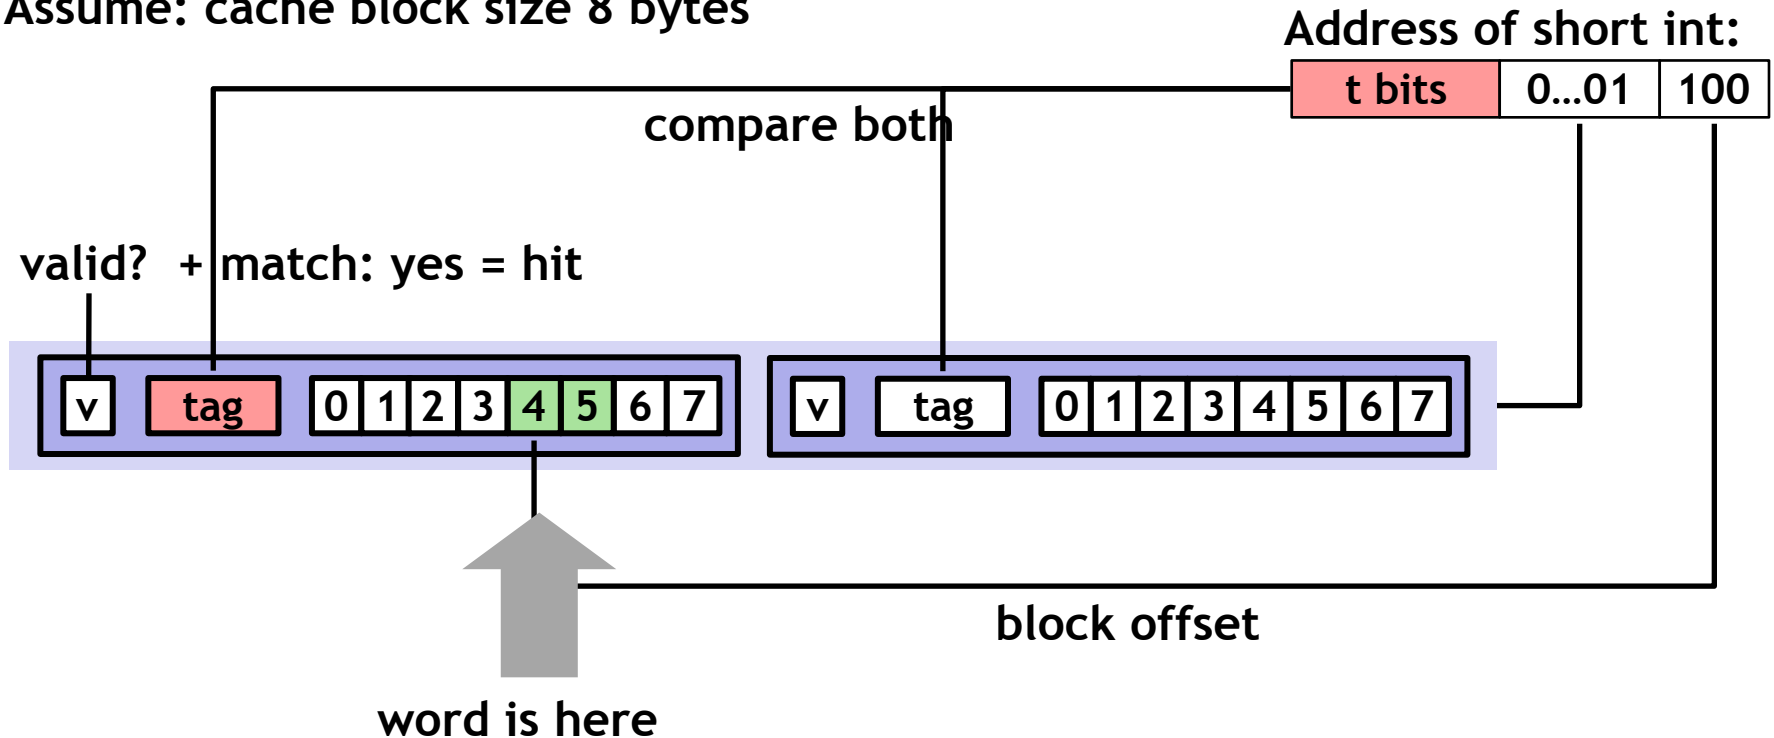 Assume: cache block size 8 bytes
Address of short int:
t bits 0...01 100
compare both
valid? + match: yes = hit
v tag 0 1 2 3 4 5 6 7 v tag 0 1 2 3 4 5 6 7
block offset
word is here